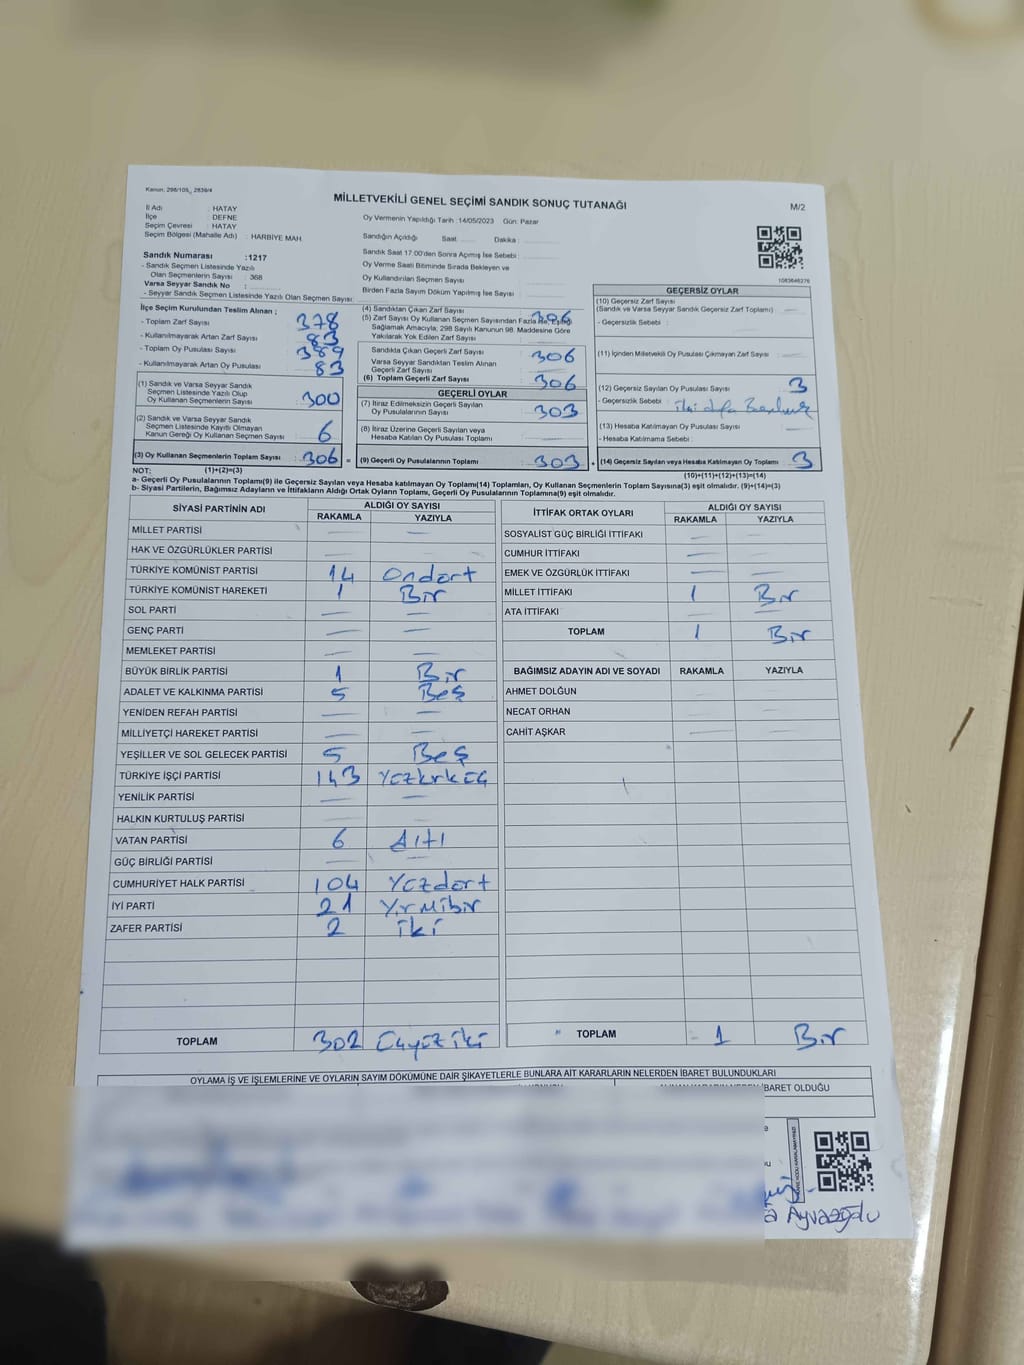 Kanun: 298/105, 2839/4
MİLLETVEKİLİ GENEL SEÇİMİ SANDIK SONUÇ TUTANAĞI
M/2
İl Adı : HATAY
İlçe : DEFNE
Seçim Çevresi : HATAY
Seçim Bölgesi (Mahalle Adı) : HARBİYE MAH.
Oy Vermenin Yapıldığı Tarih :14/05/2023 Gün: Pazar
Sandığın Açıldığı Saat Dakika :
Sandık Saat 17.00'den Sonra Açılmış İse Sebebi :
Oy Verme Saati Bitiminde Sırada Bekleyen ve
Oy Kullandırılan Seçmen Sayısı
Birden Fazla Sayım Döküm Yapılmış İse Sayısı :
Sandık Numarası :1217
- Sandık Seçmen Listesinde Yazılı
Olan Seçmenlerin Sayısı : 368
Varsa Seyyar Sandık No :
- Seyyar Sandık Seçmen Listesinde Yazılı Olan Seçmen Sayısı:
1083646276
İlçe Seçim Kurulundan Teslim Alınan ;
- Toplam Zarf Sayısı : 378
- Kullanılmayarak Artan Zarf Sayısı : 83
- Toplam Oy Pusulası Sayısı : 389
- Kullanılmayarak Artan Oy Pusulası : 83
(1) Sandık ve Varsa Seyyar Sandık
Seçmen Listesinde Yazılı Olup
Oy Kullanan Seçmenlerin Sayısı : 300
(2) Sandık ve Varsa Seyyar Sandık
Seçmen Listesinde Kayıtlı Olmayan
Kanun Gereği Oy Kullanan Seçmen Sayısı : 6
(3) Oy Kullanan Seçmenlerin Toplam Sayısı : 306 =
(4) Sandıktan Çıkan Zarf Sayısı : 306
(5) Zarf Sayısı Oy Kullanan Seçmen Sayısından Fazla İse, Eşitliği
Sağlamak Amacıyla; 298 Sayılı Kanunun 98. Maddesine Göre
Yakılarak Yok Edilen Zarf Sayısı :
Sandıkta Çıkan Geçerli Zarf Sayısı : 306
Varsa Seyyar Sandıktan Teslim Alınan
Geçerli Zarf Sayısı
(6) Toplam Geçerli Zarf Sayısı : 306
GEÇERLİ OYLAR
(7) İtiraz Edilmeksizin Geçerli Sayılan
Oy Pusulalarının Sayısı : 303
(8) İtiraz Üzerine Geçerli Sayılan veya
Hesaba Katılan Oy Pusulası Toplamı :
(9) Geçerli Oy Pusulalarının Toplamı : 303 +
GEÇERSİZ OYLAR
(10) Geçersiz Zarf Sayısı
(Sandık ve Varsa Seyyar Sandık Geçersiz Zarf Toplamı) :
- Geçersizlik Sebebi :
(11) İçinden Milletvekili Oy Pusulası Çıkmayan Zarf Sayısı :
(12) Geçersiz Sayılan Oy Pusulası Sayısı : 3
- Geçersizlik Sebebi :
(13) Hesaba Katılmayan Oy Pusulası Sayısı :
- Hesaba Katılmama Sebebi :
(14) Geçersiz Sayılan veya Hesaba Katılmayan Oy Toplamı : 3
NOT: (1)+(2)=(3)
(10)+(11)+(12)+(13)=(14)
a- Geçerli Oy Pusulalarının Toplamı(9) ile Geçersiz Sayılan veya Hesaba katılmayan Oy Toplamı(14) Toplamları, Oy Kullanan Seçmenlerin Toplam Sayısına(3) eşit olmalıdır. (9)+(14)=(3)
b- Siyasi Partilerin, Bağımsız Adayların ve İttifakların Aldığı Ortak Oyların Toplamı, Geçerli Oy Pusulalarının Toplamına(9) eşit olmalıdır.
SİYASİ PARTİNİN ADI ALDIĞI OY SAYISI
RAKAMLA YAZIYLA
MİLLET PARTİSİ
HAK VE ÖZGÜRLÜKLER PARTİSİ
TÜRKİYE KOMÜNİST PARTİSİ 14 Ondört
TÜRKİYE KOMÜNİST HAREKETİ 1 Bir
SOL PARTİ
GENÇ PARTİ
MEMLEKET PARTİSİ
BÜYÜK BİRLİK PARTİSİ 1 Bir
ADALET VE KALKINMA PARTİSİ 5 Beş
YENİDEN REFAH PARTİSİ
MİLLİYETÇİ HAREKET PARTİSİ
YEŞİLLER VE SOL GELECEK PARTİSİ 5 Beş
TÜRKİYE İŞÇİ PARTİSİ 143 Yüzkırküç
YENİLİK PARTİSİ
HALKIN KURTULUŞ PARTİSİ
VATAN PARTİSİ 6 Altı
GÜÇ BİRLİĞİ PARTİSİ
CUMHURİYET HALK PARTİSİ 104 Yüzdört
İYİ PARTİ 21 Yirmibir
ZAFER PARTİSİ 2 İki
TOPLAM 302 Üçyüz iki
İTTİFAK ORTAK OYLARI ALDIĞI OY SAYISI
RAKAMLA YAZIYLA
SOSYALİST GÜÇ BİRLİĞİ İTTİFAKI
CUMHUR İTTİFAKI
EMEK VE ÖZGÜRLÜK İTTİFAKI
MİLLET İTTİFAKI 1 Bir
ATA İTTİFAKI
TOPLAM 1 Bir
BAĞIMSIZ ADAYIN ADI VE SOYADI RAKAMLA YAZIYLA
AHMET DOLĞUN
NECAT ORHAN
CAHİT AŞKAR
TOPLAM 1 Bir
OYLAMA İŞ VE İŞLEMLERİNE VE OYLARIN SAYIM DÖKÜMÜNE DAİR ŞİKAYETLERLE BUNLARA AİT KARARLARIN NELERDEN İBARET BULUNDUKLARI
İBARET OLDUĞU
Ayvazoğlu